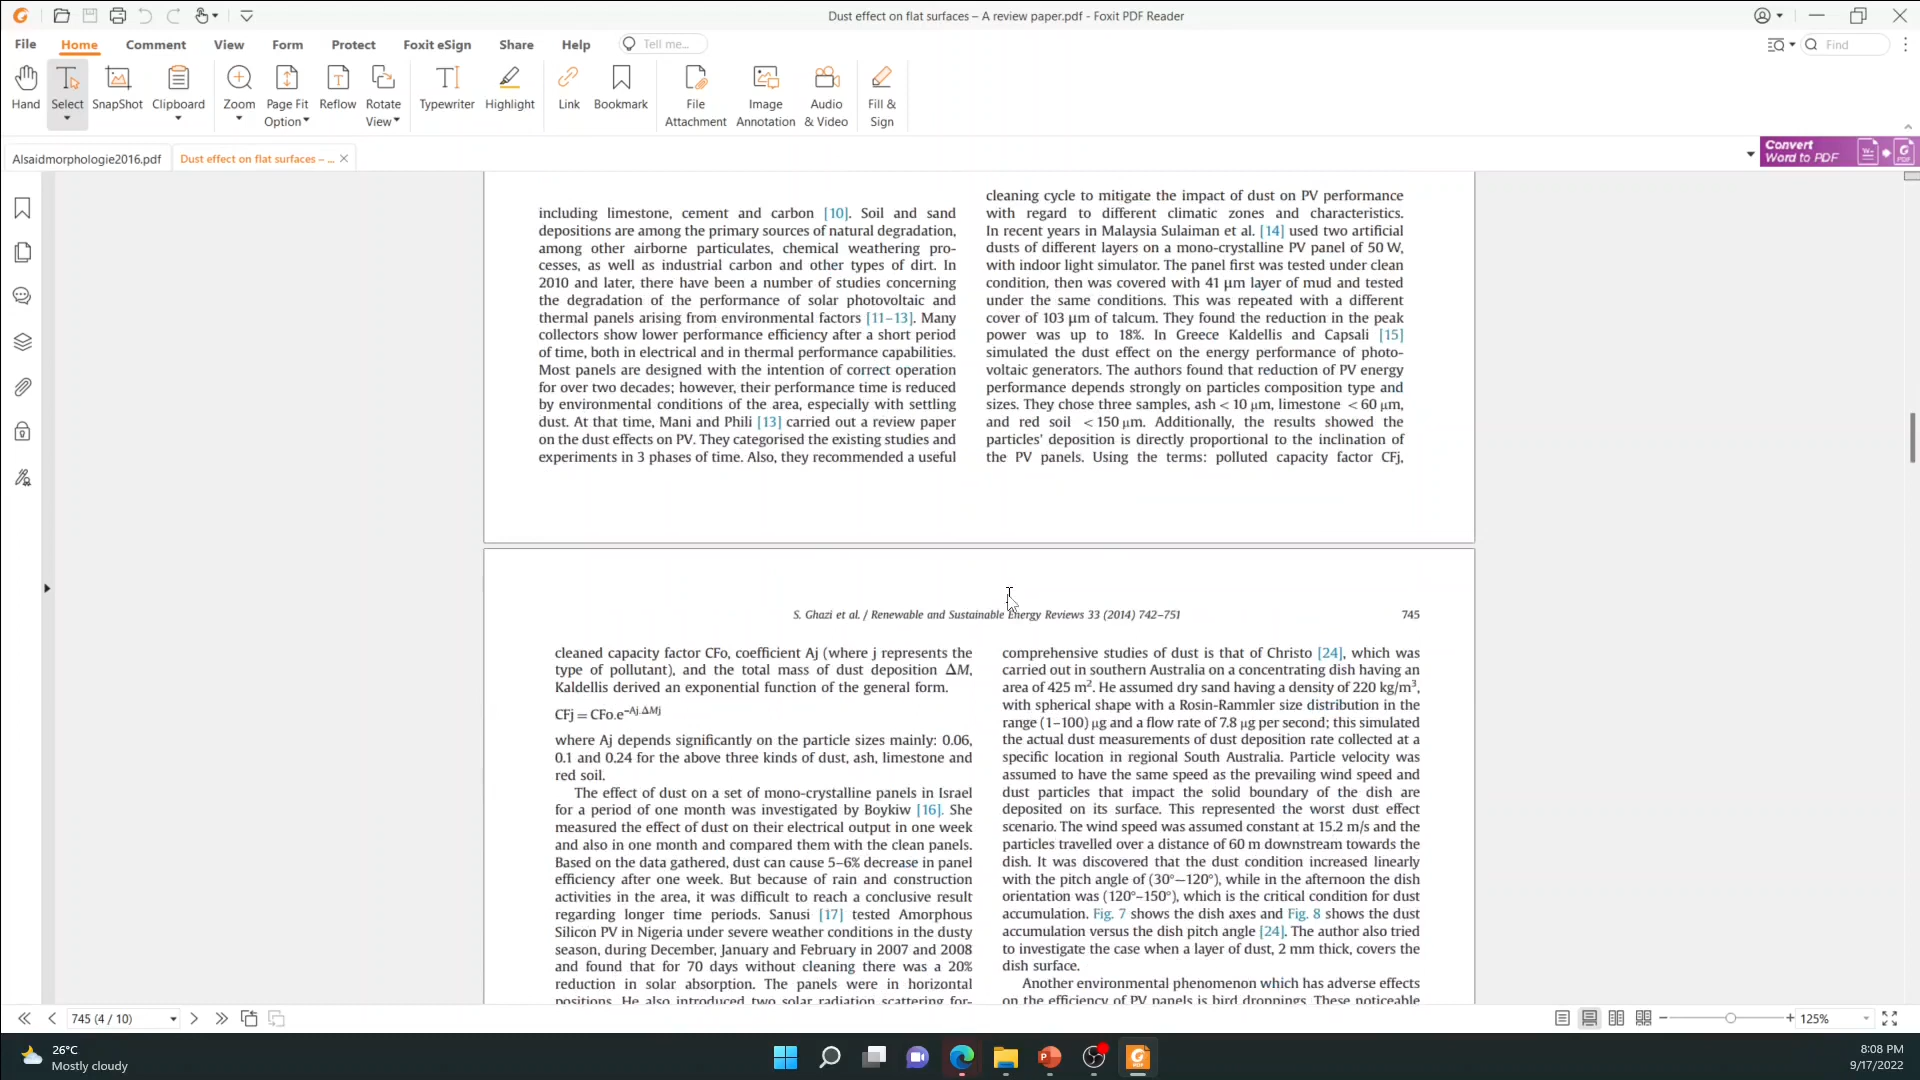 Dust effect on flat surfaces – A review paper.pdf - Foxit PDF Reader
File Home Comment View Form Protect Foxit eSign Share Help Tell me... Find
Hand Select SnapShot Clipboard Zoom Page Fit Option Reflow Rotate View Typewriter Highlight Link Bookmark File Attachment Image Annotation Audio & Video Fill & Sign
Alsaidmorphologie2016.pdf Dust effect on flat surfaces – ...
Convert
Word to PDF
including limestone, cement and carbon [10]. Soil and sand
depositions are among the primary sources of natural degradation,
among other airborne particulates, chemical weathering pro-
cesses, as well as industrial carbon and other types of dirt. In
2010 and later, there have been a number of studies concerning
the degradation of the performance of solar photovoltaic and
thermal panels arising from environmental factors [11–13]. Many
collectors show lower performance efficiency after a short period
of time, both in electrical and in thermal performance capabilities.
Most panels are designed with the intention of correct operation
for over two decades; however, their performance time is reduced
by environmental conditions of the area, especially with settling
dust. At that time, Mani and Phili [13] carried out a review paper
on the dust effects on PV. They categorised the existing studies and
experiments in 3 phases of time. Also, they recommended a useful
cleaning cycle to mitigate the impact of dust on PV performance
with regard to different climatic zones and characteristics.
In recent years in Malaysia Sulaiman et al. [14] used two artificial
dusts of different layers on a mono-crystalline PV panel of 50 W,
with indoor light simulator. The panel first was tested under clean
condition, then was covered with 41 μm layer of mud and tested
under the same conditions. This was repeated with a different
cover of 103 μm of talcum. They found the reduction in the peak
power was up to 18%. In Greece Kaldellis and Capsali [15]
simulated the dust effect on the energy performance of photo-
voltaic generators. The authors found that reduction of PV energy
performance depends strongly on particles composition type and
sizes. They chose three samples, ash < 10 μm, limestone < 60 μm,
and red soil < 150 μm. Additionally, the results showed the
particles' deposition is directly proportional to the inclination of
the PV panels. Using the terms: polluted capacity factor CFj,
S. Ghazi et al. / Renewable and Sustainable Energy Reviews 33 (2014) 742–751 745
cleaned capacity factor CFo, coefficient Aj (where j represents the
type of pollutant), and the total mass of dust deposition ΔM,
Kaldellis derived an exponential function of the general form.
CFj = CFo.e−Aj.ΔMj
where Aj depends significantly on the particle sizes mainly: 0.06,
0.1 and 0.24 for the above three kinds of dust, ash, limestone and
red soil.
The effect of dust on a set of mono-crystalline panels in Israel
for a period of one month was investigated by Boykiw [16]. She
measured the effect of dust on their electrical output in one week
and also in one month and compared them with the clean panels.
Based on the data gathered, dust can cause 5–6% decrease in panel
efficiency after one week. But because of rain and construction
activities in the area, it was difficult to reach a conclusive result
regarding longer time periods. Sanusi [17] tested Amorphous
Silicon PV in Nigeria under severe weather conditions in the dusty
season, during December, January and February in 2007 and 2008
and found that for 70 days without cleaning there was a 20%
reduction in solar absorption. The panels were in horizontal
positions. He also introduced two solar radiation scattering for-
comprehensive studies of dust is that of Christo [24], which was
carried out in southern Australia on a concentrating dish having an
area of 425 m². He assumed dry sand having a density of 220 kg/m³,
with spherical shape with a Rosin-Rammler size distribution in the
range (1–100) μg and a flow rate of 7.8 μg per second; this simulated
the actual dust measurements of dust deposition rate collected at a
specific location in regional South Australia. Particle velocity was
assumed to have the same speed as the prevailing wind speed and
dust particles that impact the solid boundary of the dish are
deposited on its surface. This represented the worst dust effect
scenario. The wind speed was assumed constant at 15.2 m/s and the
particles travelled over a distance of 60 m downstream towards the
dish. It was discovered that the dust condition increased linearly
with the pitch angle of (30°—120°), while in the afternoon the dish
orientation was (120°–150°), which is the critical condition for dust
accumulation. Fig. 7 shows the dish axes and Fig. 8 shows the dust
accumulation versus the dish pitch angle [24]. The author also tried
to investigate the case when a layer of dust, 2 mm thick, covers the
dish surface.
Another environmental phenomenon which has adverse effects
on the efficiency of PV panels is bird droppings. These noticeable
745 (4 / 10) 125%
26°C
Mostly cloudy
8:08 PM
9/17/2022